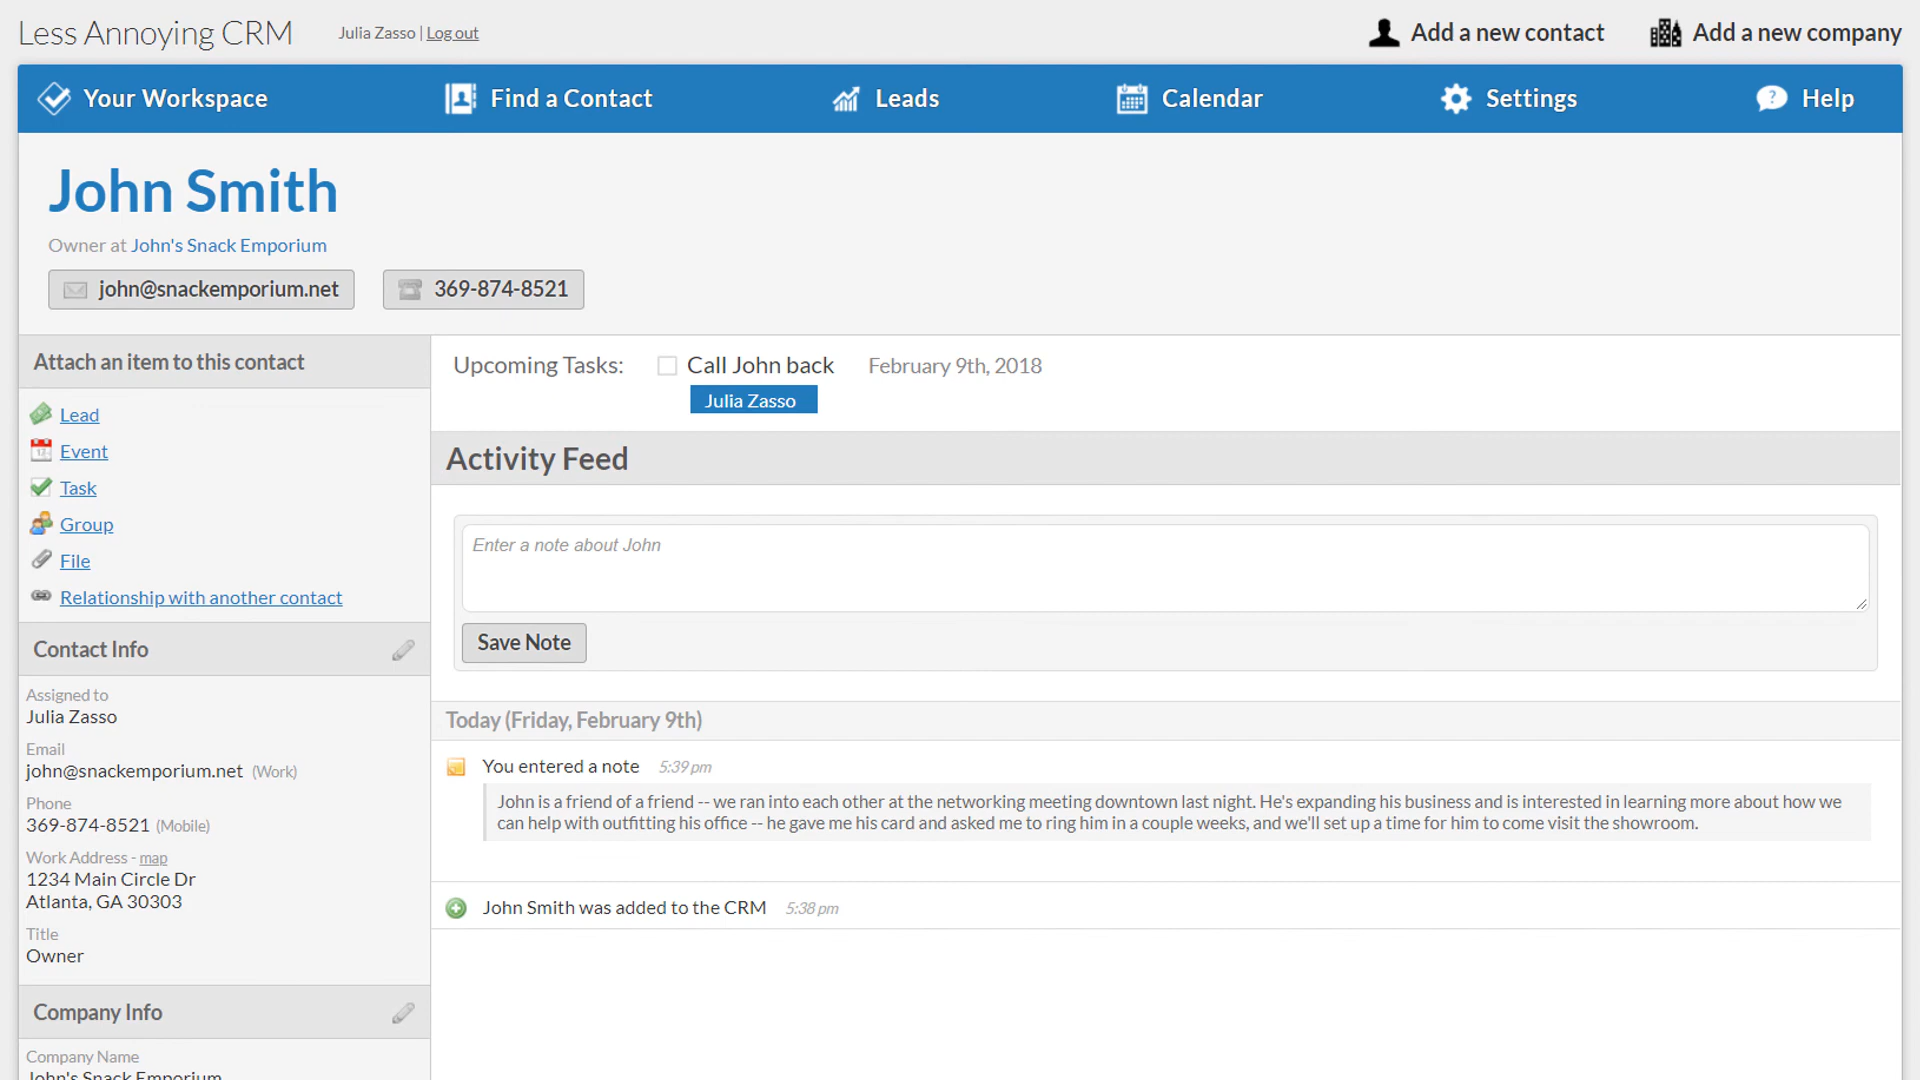 Less Annoying CRM
Julia Zasso | Log out
Add a new contact
Add a new company
Your Workspace
Find a Contact
Leads
Calendar
Settings
? Help
John Smith
Owner at John's Snack Emporium
john@snackemporium.net
369-874-8521
Attach an item to this contact
Lead
Event
Task
Group
File
Relationship with another contact
Contact Info
Assigned to
Julia Zasso
Email
john@snackemporium.net (Work)
Phone
369-874-8521 (Mobile)
Work Address - map
1234 Main Circle Dr
Atlanta, GA 30303
Title
Owner
Company Info
Company Name
John's Snack Emporium
Upcoming Tasks:
Call John back
February 9th, 2018
Julia Zasso
Activity Feed
Enter a note about John
Save Note
Today (Friday, February 9th)
You entered a note 5:39 pm
John is a friend of a friend -- we ran into each other at the networking meeting downtown last night. He's expanding his business and is interested in learning more about how we
can help with outfitting his office -- he gave me his card and asked me to ring him in a couple weeks, and we'll set up a time for him to come visit the showroom.
John Smith was added to the CRM 5:38 pm